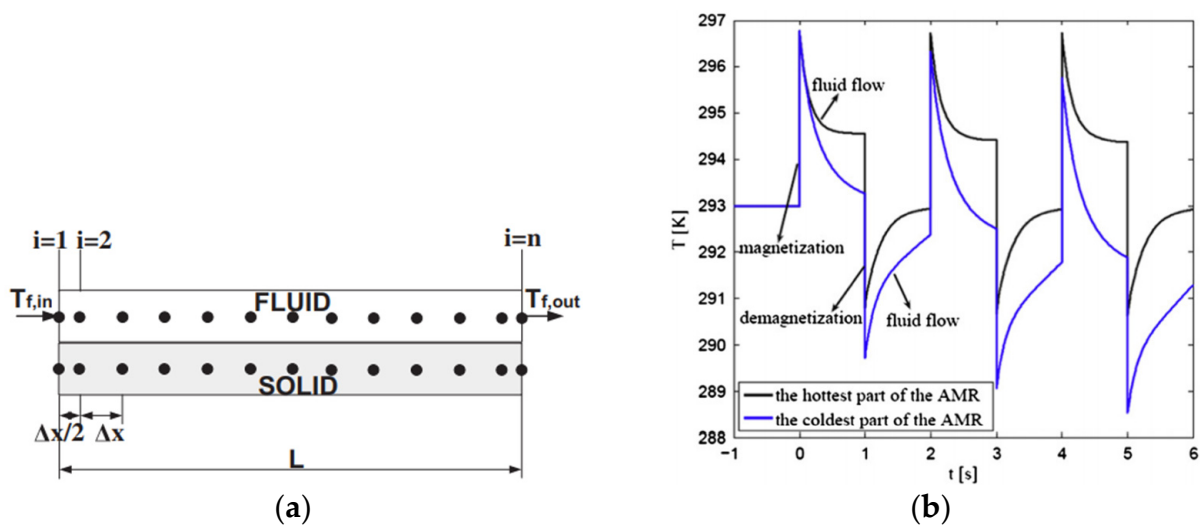 i=1 i=2 i=n
T_f,in FLUID T_f,out
SOLID
Δx/2 Δx
L
(a)
297
296
295
294
293
292
291
290
289
288
T [K]
fluid flow
magnetization
demagnetization
fluid flow
the hottest part of the AMR
the coldest part of the AMR
−1 0 1 2 3 4 5 6
t [s]
(b)